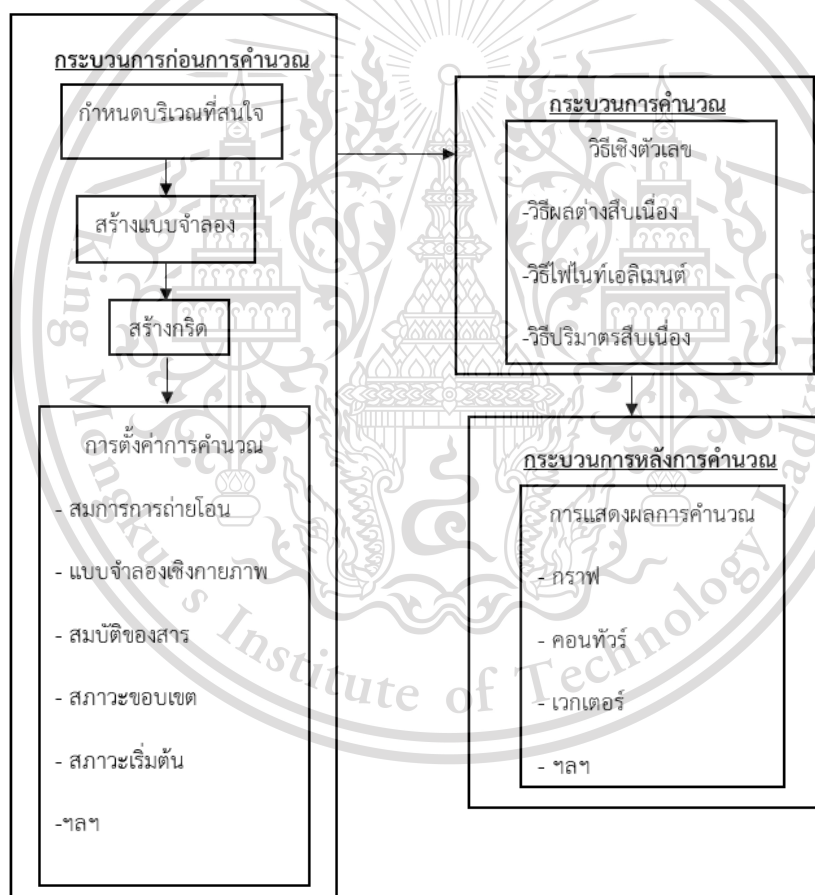 กระบวนการก่อนการคำนวณ
กำหนดบริเวณที่สนใจ
สร้างแบบจำลอง
สร้างกริด
การตั้งค่าการคำนวณ
- สมการการถ่ายโอน
- แบบจำลองเชิงกายภาพ
- สมบัติของสาร
- สภาวะขอบเขต
- สภาวะเริ่มต้น
-ฯลฯ
กระบวนการคำนวณ
วิธีเชิงตัวเลข
-วิธีผลต่างสืบเนื่อง
-วิธีไฟไนท์เอลิเมนต์
-วิธีปริมาตรสืบเนื่อง
กระบวนการหลังการคำนวณ
การแสดงผลการคำนวณ
- กราฟ
- คอนทัวร์
- เวกเตอร์
- ฯลฯ
King Mongkut's Institute of Technology